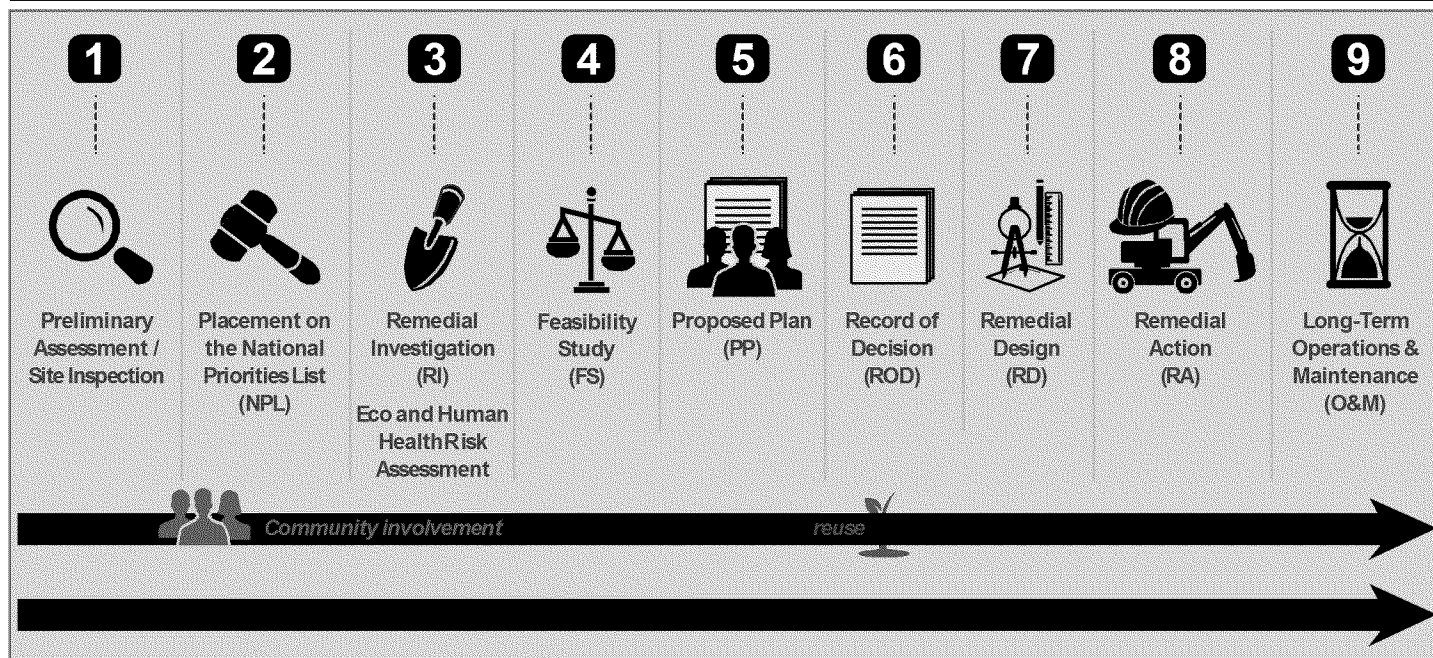 1
2
3
4
5
6
7
8
9
Preliminary
Assessment /
Site Inspection
Placement on
the National
Priorities List
(NPL)
Remedial
Investigation
(RI)
Eco and Human
Health Risk
Assessment
Feasibility
Study
(FS)
Proposed Plan
(PP)
Record of
Decision
(ROD)
Remedial
Design
(RD)
Remedial
Action
(RA)
Long-Term
Operations &
Maintenance
(O&M)
Community involvement
reuse